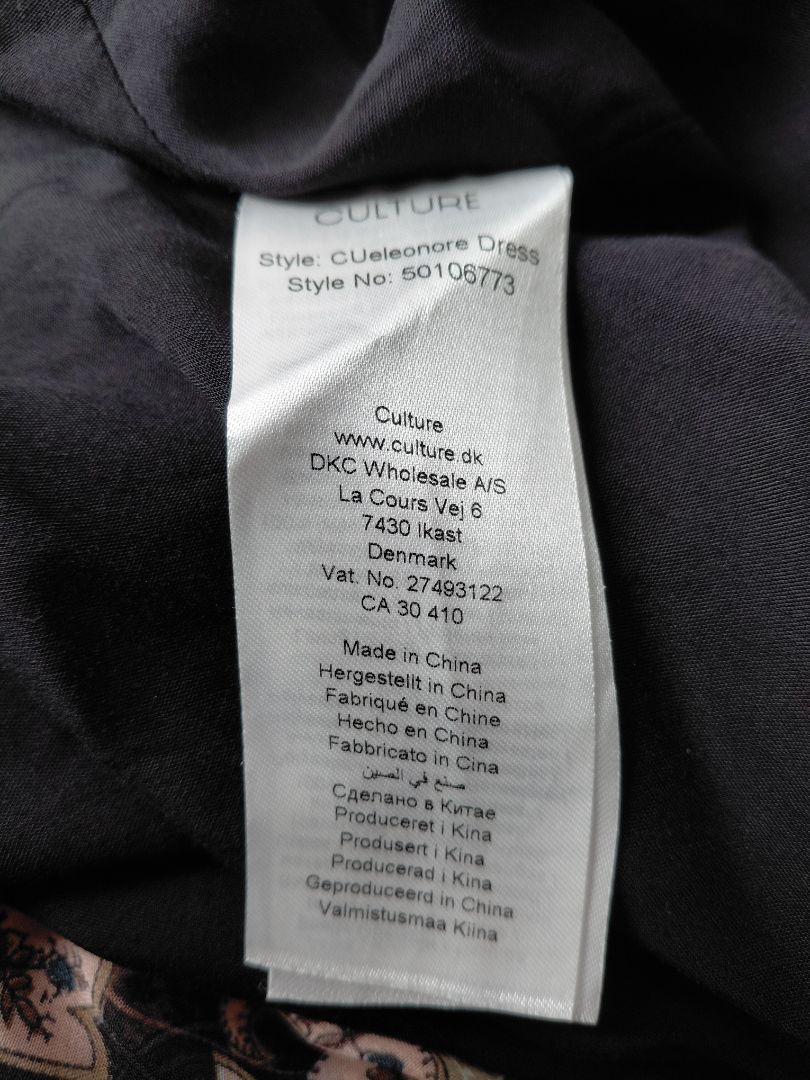 CULTURE
Style: CUeleonore Dress
Style No: 50106773
Culture
www.culture.dk
DKC Wholesale A/S
La Cours Vej 6
7430 Ikast
Denmark
Vat. No. 27493122
CA 30 410
Made in China
Hergestellt in China
Fabriqué en Chine
Hecho en China
Fabbricato in Cina
صنع في الصين
Сделано в Китае
Produceret i Kina
Produsert i Kina
Producerad i Kina
Geproduceerd in China
Valmistusmaa Kiina